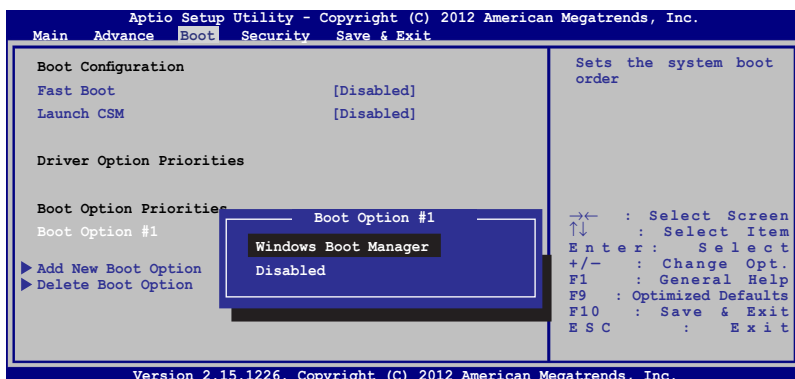 Aptio Setup Utility - Copyright (C) 2012 American Megatrends, Inc.
Main Advance Boot Security Save & Exit
Boot Configuration
Fast Boot [Disabled]
Launch CSM [Disabled]
Driver Option Priorities
Boot Option Priorities
Boot Option #1
Add New Boot Option
Delete Boot Option
Boot Option #1
Windows Boot Manager
Disabled
Sets the system boot
order
→← : Select Screen
↑↓ : Select Item
Enter: Select
+/— : Change Opt.
F1 : General Help
F9 : Optimized Defaults
F10 : Save & Exit
ESC : Exit
Version 2.15.1226. Copyright (C) 2012 American Megatrends, Inc.